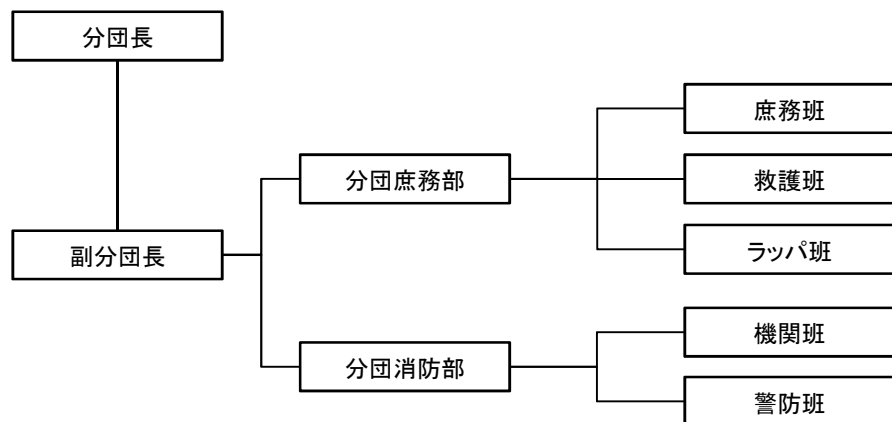 分団長
副分団長
分団庶務部
分団消防部
庶務班
救護班
ラッパ班
機関班
警防班